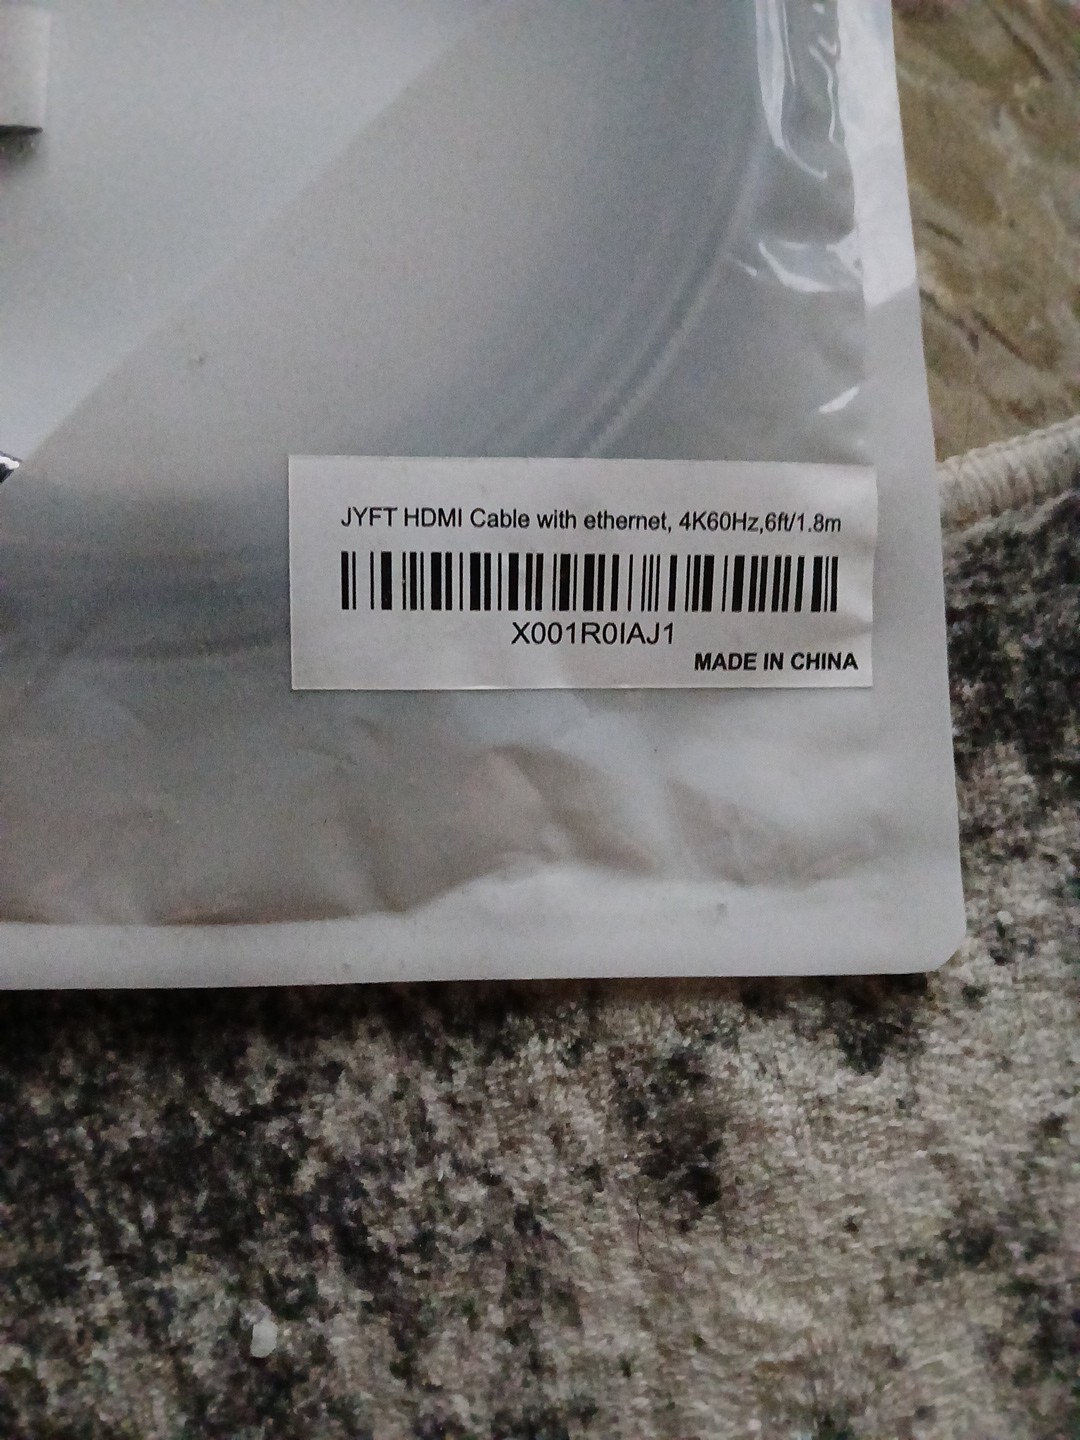 JYFT HDMI Cable with ethernet, 4K60Hz,6ft/1.8m
X001R0IAJ1
MADE IN CHINA